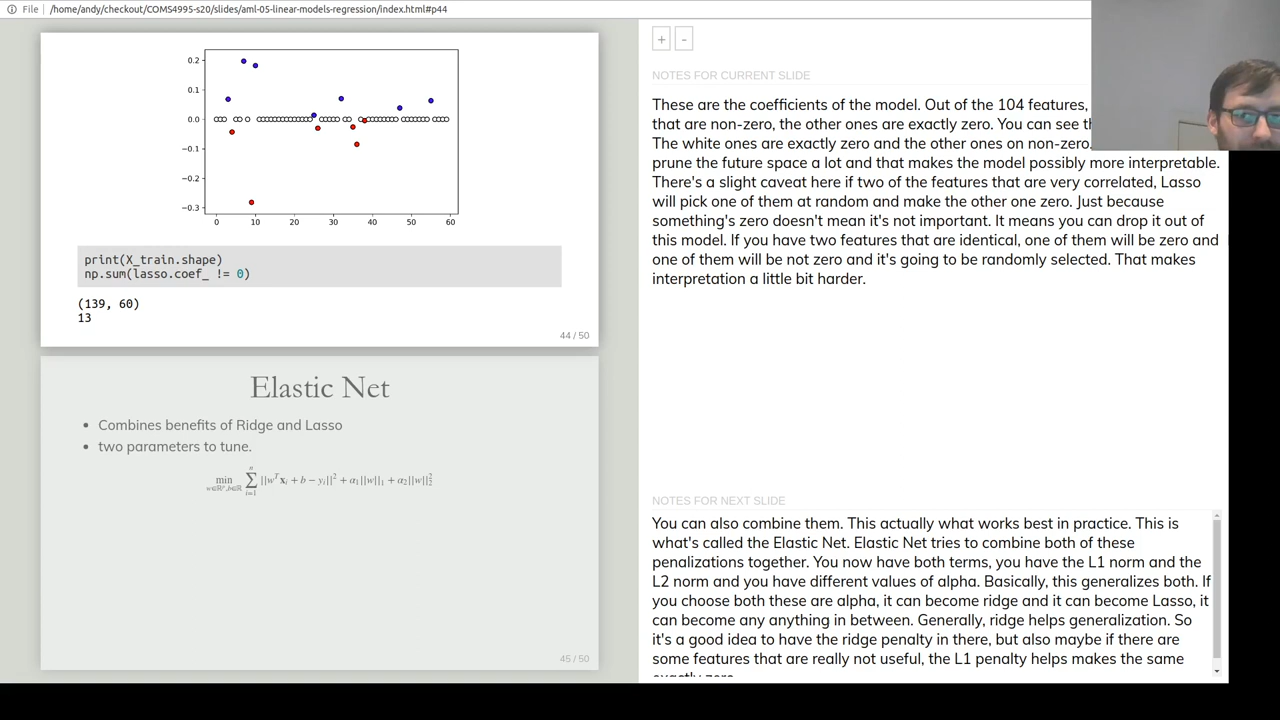 File
/home/andy/checkout/COMS4995-s20/slides/aml-05-linear-models-regression/index.html#p44
0.2
0.1
0.0
−0.1
−0.2
−0.3
0 10 20 30 40 50 60
print(X_train.shape)
np.sum(lasso.coef_ != 0)
(139, 60)
13
44 / 50
Elastic Net
• Combines benefits of Ridge and Lasso
• two parameters to tune.
min_{w∈ℝ^p, b∈ℝ} ∑_{i=1}^{n} ||w^T x_i + b − y_i||^2 + α_1||w||_1 + α_2||w||_2^2
45 / 50
+ -
NOTES FOR CURRENT SLIDE
These are the coefficients of the model. Out of the 104 features,
that are non-zero, the other ones are exactly zero. You can see
The white ones are exactly zero and the other ones on non-zero.
prune the future space a lot and that makes the model possibly more interpretable.
There's a slight caveat here if two of the features that are very correlated, Lasso
will pick one of them at random and make the other one zero. Just because
something's zero doesn't mean it's not important. It means you can drop it out of
this model. If you have two features that are identical, one of them will be zero and
one of them will be not zero and it's going to be randomly selected. That makes
interpretation a little bit harder.
NOTES FOR NEXT SLIDE
You can also combine them. This actually what works best in practice. This is
what's called the Elastic Net. Elastic Net tries to combine both of these
penalizations together. You now have both terms, you have the L1 norm and the
L2 norm and you have different values of alpha. Basically, this generalizes both. If
you choose both these are alpha, it can become ridge and it can become Lasso, it
can become any anything in between. Generally, ridge helps generalization. So
it's a good idea to have the ridge penalty in there, but also maybe if there are
some features that are really not useful, the L1 penalty helps makes the same
exactly zero.